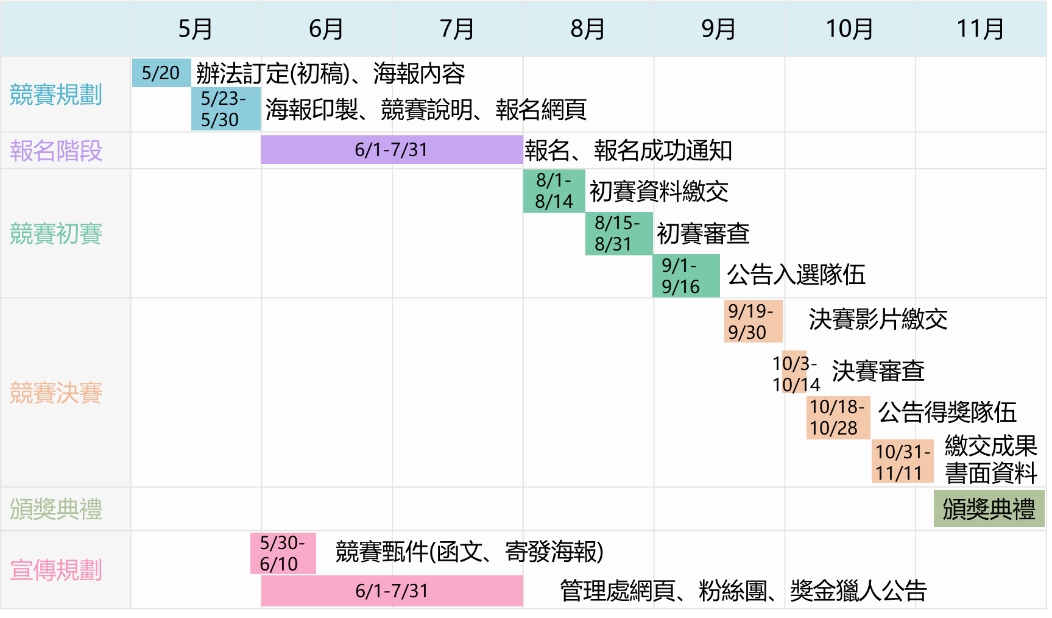 5月 6月 7月 8月 9月 10月 11月
競賽規劃
5/20 辦法訂定(初稿)、海報內容
5/23-
5/30
海報印製、競賽說明、報名網頁
報名階段
6/1-7/31 報名、報名成功通知
競賽初賽
8/1-
8/14
初賽資料繳交
8/15-
8/31
初賽審查
9/1-
9/16
公告入選隊伍
競賽決賽
9/19-
9/30
決賽影片繳交
10/3-
10/14
決賽審查
10/18-
10/28
公告得獎隊伍
10/31-
11/11
繳交成果
書面資料
頒獎典禮
頒獎典禮
宣傳規劃
5/30-
6/10
競賽甄件(函文、寄發海報)
6/1-7/31
管理處網頁、粉絲團、獎金獵人公告